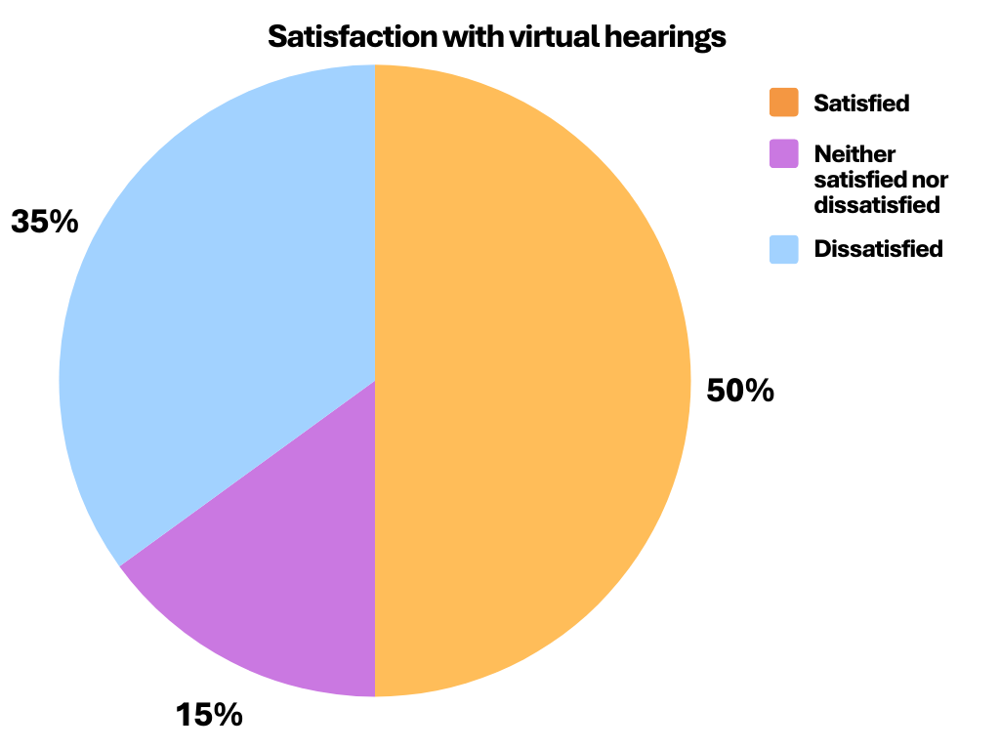 Satisfaction with virtual hearings
Satisfied
Neither
satisfied nor
dissatisfied
Dissatisfied
35%
50%
15%